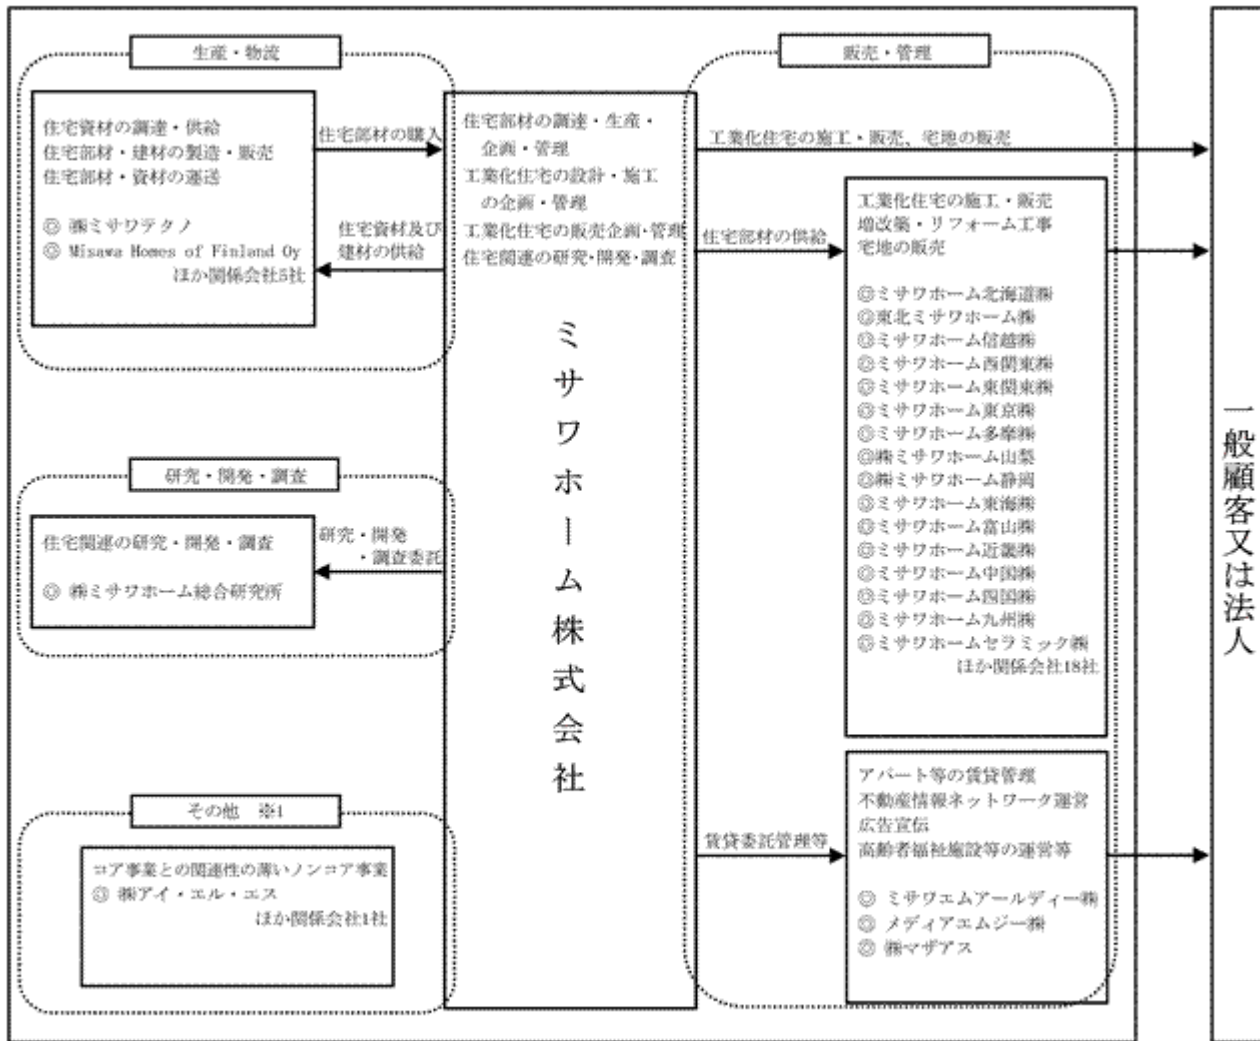 生産・物流
住宅資材の調達・供給
住宅部材・建材の製造・販売
住宅部材・資材の運送
◎ ㈱ミサワテクノ
◎ Misawa Homes of Finland Oy
ほか関係会社5社
住宅部材の購入
住宅資材及び
建材の供給
研究・開発・調査
住宅関連の研究・開発・調査
◎ ㈱ミサワホーム総合研究所
研究・開発
・調査委託
その他 ※1
コア事業との関連性の薄いノンコア事業
◎ ㈱アイ・エル・エス
ほか関係会社1社
住宅部材の調達・生産・
企画・管理
工業化住宅の設計・施工
の企画・管理
工業化住宅の販売企画・管理
住宅関連の研究・開発・調査
ミサワホーム株式会社
販売・管理
工業化住宅の施工・販売、宅地の販売
住宅部材の供給
工業化住宅の施工・販売
増改築・リフォーム工事
宅地の販売
◎ミサワホーム北海道㈱
◎東北ミサワホーム㈱
◎ミサワホーム信越㈱
◎ミサワホーム西関東㈱
◎ミサワホーム東関東㈱
◎ミサワホーム東京㈱
◎ミサワホーム多摩㈱
◎㈱ミサワホーム山梨
◎㈱ミサワホーム静岡
◎ミサワホーム東海㈱
◎ミサワホーム富山㈱
◎ミサワホーム近畿㈱
◎ミサワホーム中国㈱
◎ミサワホーム四国㈱
◎ミサワホーム九州㈱
◎ミサワホームセラミック㈱
ほか関係会社18社
賃貸委託管理等
アパート等の賃貸管理
不動産情報ネットワーク運営
広告宣伝
高齢者福祉施設等の運営等
◎ ミサワエムアールディー㈱
◎ メディアエムジー㈱
◎ ㈱マザアス
一般顧客又は法人